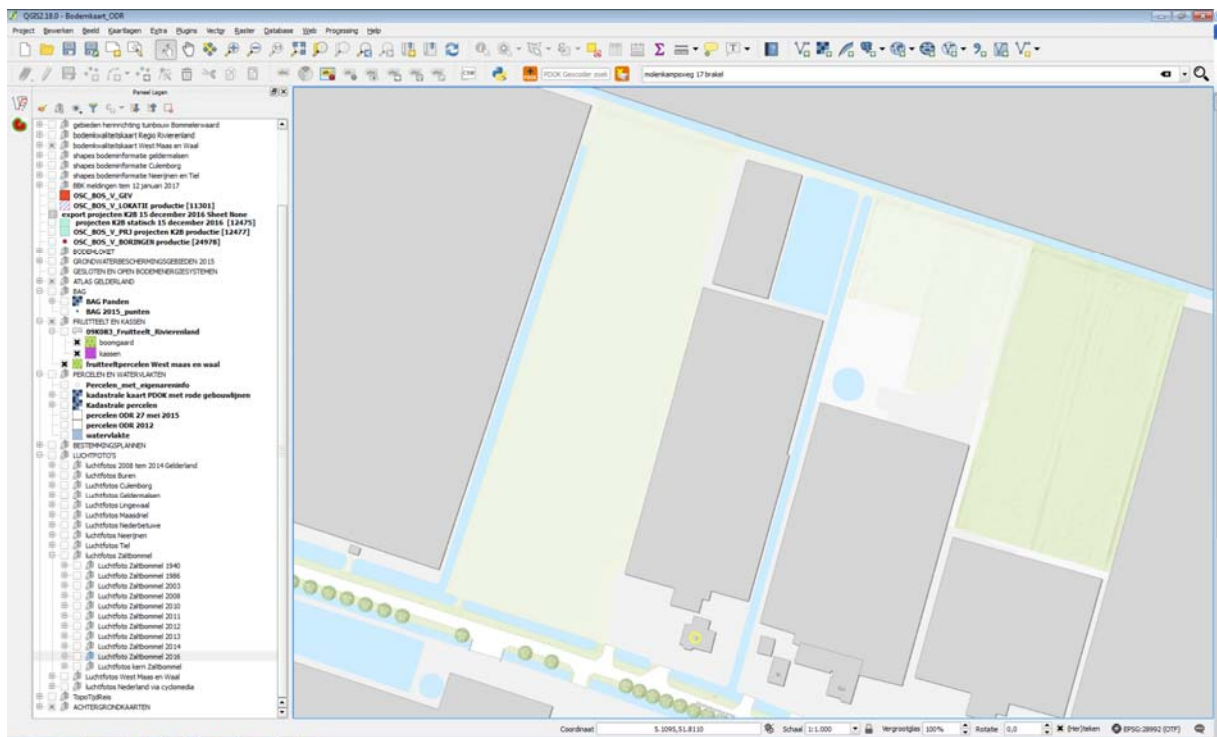 QGIS2.18.0 - Bodemkaart_ODR
Project Bewerken Beeld Kaartlagen Extra Plugins Vector Raster Database Web Progessing Help
CSW PDOK Geocoder zoek molenkampsweg 17 brakel
Paneel Lagen
gebieden herinrichting tuinbouw Bommelerwaard
bodemkwaliteitskaart Regio Rivierenland
bodemkwaliteitskaart West Maas en Waal
shapes bodeminformatie geldermalsen
shapes bodeminformatie Culemborg
shapes bodeminformatie Neerijnen en Tiel
BBK meldingen tem 12 januari 2017
OSC_BOS_V_GEV
OSC_BOS_V_LOKATIE productie [11301]
export projecten K2B 15 december 2016 Sheet None
projecten K2B statisch 15 december 2016 [12475]
OSC_BOS_V_PRJ projecten K2B productie [12477]
OSC_BOS_V_BORINGEN productie [24978]
BODEMLOKET
GRONDWATERBESCHERMINGSGEBIEDEN 2015
GESLOTEN EN OPEN BODEMENERGIESYSTEMEN
ATLAS GELDERLAND
BAG
BAG Panden
BAG 2015_punten
FRUITTEELT EN KASSEN
09K083_Fruitteelt_Rivierenland
boomgaard
kassen
fruitteeltpercelen West maas en waal
PERCELEN EN WATERVLAKTEN
Percelen_met_eigenareninfo
kadastrale kaart PDOK met rode gebouwlijnen
Kadastrale percelen
percelen ODR 27 mei 2015
percelen ODR 2012
watervlakte
BESTEMMINGSPLANNEN
LUCHTFOTO'S
luchtfotos 2008 tem 2014 Gelderland
luchtfotos Buren
Luchtfotos Culemborg
Luchtfotos Geldermalsen
Luchtfotos Lingewaal
Luchtfotos Maasdriel
Luchtfotos Nederbetuwe
luchtfotos Neerijnen
Luchtfotos Tiel
luchtfotos Zaltbommel
Luchtfoto Zaltbommel 1940
Luchtfoto Zaltbommel 1986
Luchtfoto Zaltbommel 2003
Luchtfoto Zaltbommel 2008
Luchtfoto Zaltbommel 2010
Luchtfoto Zaltbommel 2011
Luchtfoto Zaltbommel 2012
Luchtfoto Zaltbommel 2013
Luchtfoto Zaltbommel 2014
Luchtfoto Zaltbommel 2016
Luchtfotos kern Zaltbommel
Luchtfotos West Maas en Waal
luchtfotos Nederland via cyclomedia
TopoTijdReis
ACHTERGRONDKAARTEN
Coordinaat 5.1095,51.8110 Schaal 1:1.000 Vergrootglas 100% Rotatie 0,0 (Her)teken EPSG:28992 (OTF)